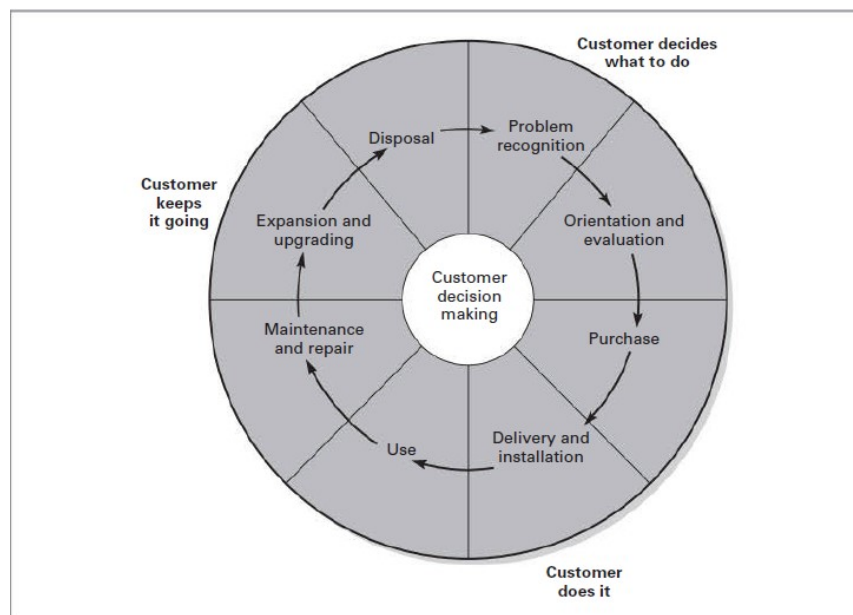 Customer decides
what to do
Problem
recognition
Orientation and
evaluation
Purchase
Delivery and
installation
Customer
does it
Use
Maintenance
and repair
Expansion and
upgrading
Customer
keeps
it going
Disposal
Customer
decision
making